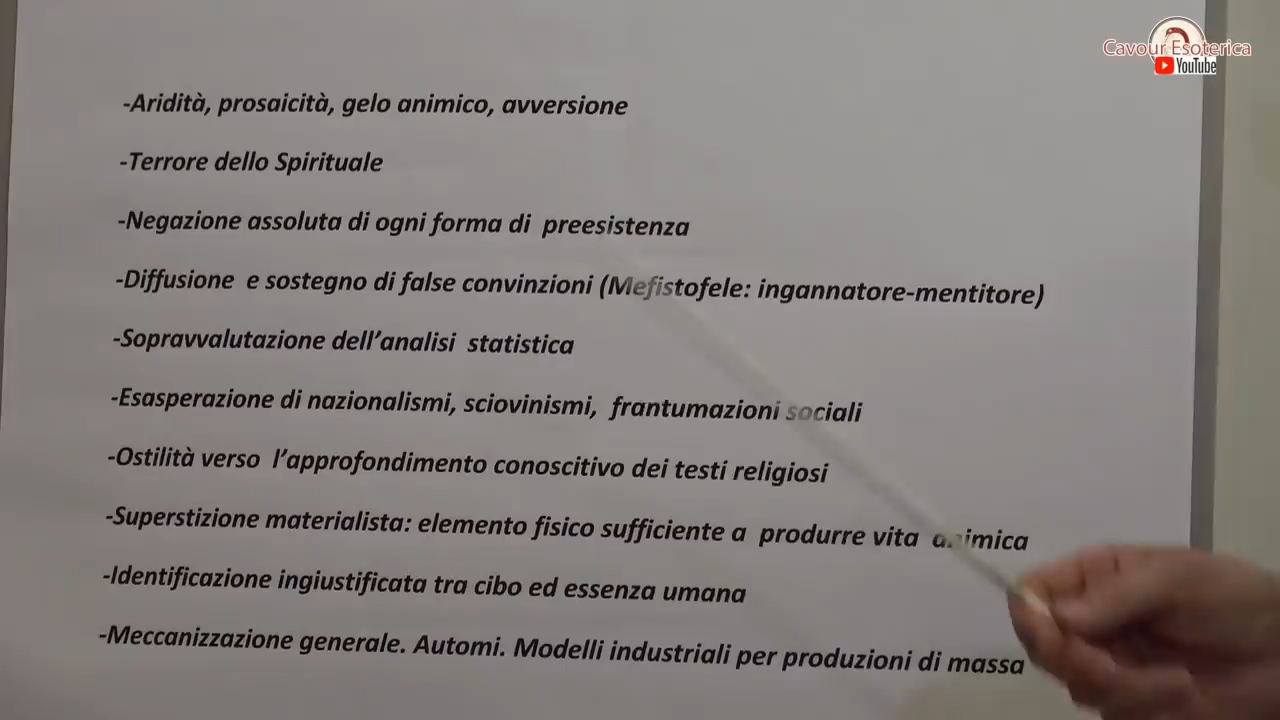 Cavour Esoterica
YouTube
-Aridità, prosaicità, gelo animico, avversione
-Terrore dello Spirituale
-Negazione assoluta di ogni forma di preesistenza
-Diffusione e sostegno di false convinzioni (Mefistofele: ingannatore-mentitore)
-Sopravvalutazione dell’analisi statistica
-Esasperazione di nazionalismi, sciovinismi, frantumazioni sociali
-Ostilità verso l’approfondimento conoscitivo dei testi religiosi
-Superstizione materialista: elemento fisico sufficiente a produrre vita animica
-Identificazione ingiustificata tra cibo ed essenza umana
-Meccanizzazione generale. Automi. Modelli industriali per produzioni di massa